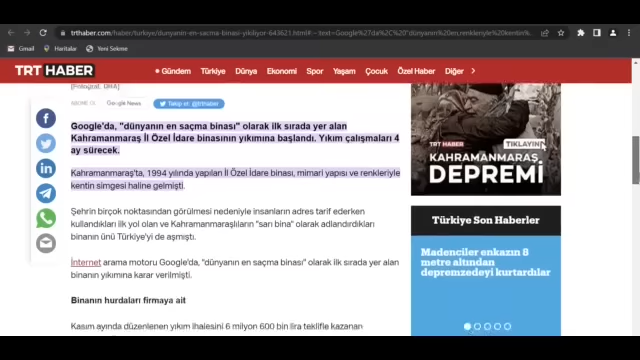 trthaber.com/haber/turkiye/dunyanin-en-sacma-binasi-yikiliyor-643621.html#:~:text=Google%27da%2C%20"dünyanın
Gmail Haritalar Yeni Sekme
TRT HABER Gündem Türkiye Dünya Ekonomi Spor Yaşam Çocuk Özel Haber Diğer
ABONE OL Google News Takip et: @trthaber
Google'da, "dünyanın en saçma binası" olarak ilk sırada yer alan
Kahramanmaraş İl Özel İdare binasının yıkımına başlandı. Yıkım çalışmaları 4
ay sürecek.
Kahramanmaraş'ta, 1994 yılında yapılan İl Özel İdare binası, mimari yapısı ve renkleriyle
kentin simgesi haline gelmişti.
Şehrin birçok noktasından görülmesi nedeniyle insanların adres tarif ederken
kullandıkları ilk yol olan ve Kahramanmaraşlıların "sarı bina" olarak adlandırdıkları
binanın ünü Türkiye'yi de aşmıştı.
İnternet arama motoru Google'da, "dünyanın en saçma binası" olarak ilk sırada yer alan
binanın yıkımına karar verilmişti.
Binanın hurdaları firmaya ait
Kasım ayında düzenlenen yıkım ihalesini 6 milyon 600 bin lira teklifle kazanan
TRT HABER TIKLAYIN
KAHRAMANMARAŞ
DEPREMİ
Türkiye Son Haberler
Madenciler enkazın 8
metre altından
depremzedeyi kurtardılar